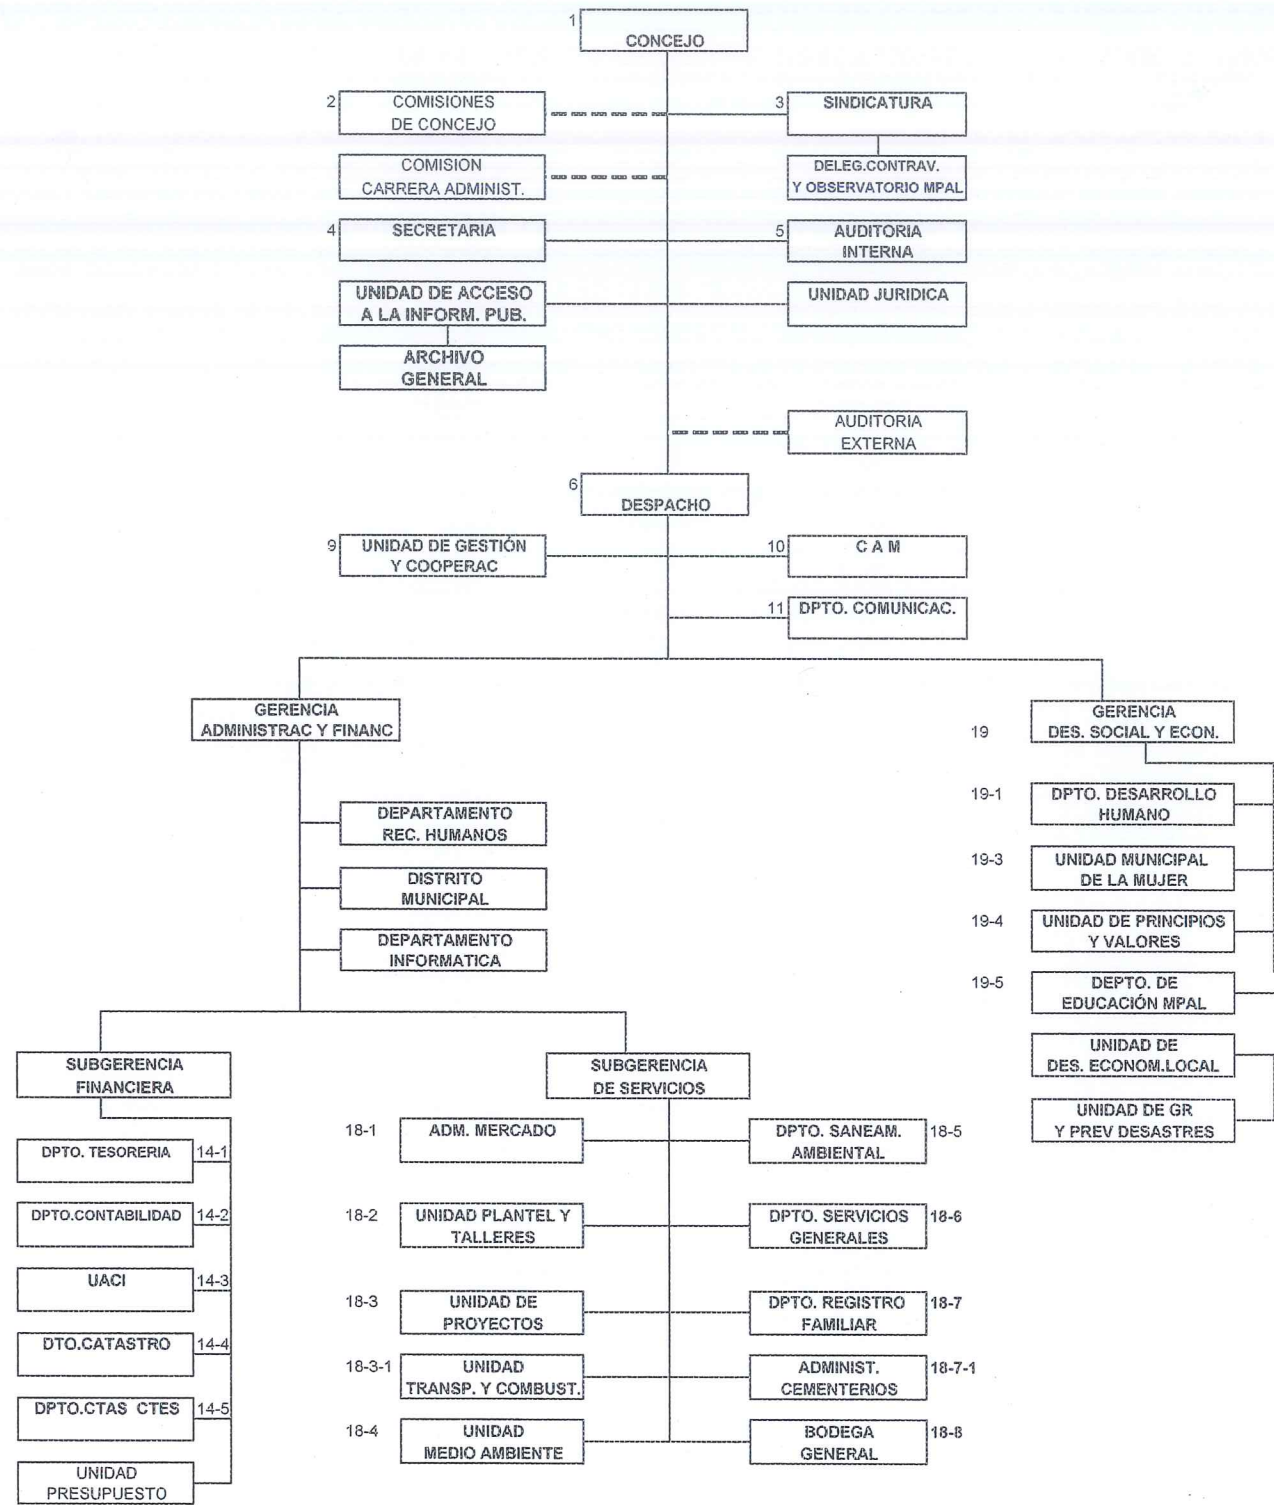 1
CONCEJO
2
COMISIONES
DE CONCEJO
3
SINDICATURA
COMISION
CARRERA ADMINIST.
DELEG.CONTRAV.
Y OBSERVATORIO MPAL
4
SECRETARIA
5
AUDITORIA
INTERNA
UNIDAD DE ACCESO
A LA INFORM. PUB.
UNIDAD JURIDICA
ARCHIVO
GENERAL
AUDITORIA
EXTERNA
6
DESPACHO
9
UNIDAD DE GESTIÓN
Y COOPERAC
10
C A M
11
DPTO. COMUNICAC.
GERENCIA
ADMINISTRAC Y FINANC
DEPARTAMENTO
REC. HUMANOS
DISTRITO
MUNICIPAL
DEPARTAMENTO
INFORMATICA
19
GERENCIA
DES. SOCIAL Y ECON.
19-1
DPTO. DESARROLLO
HUMANO
19-3
UNIDAD MUNICIPAL
DE LA MUJER
19-4
UNIDAD DE PRINCIPIOS
Y VALORES
19-5
DEPTO. DE
EDUCACIÓN MPAL
UNIDAD DE
DES. ECONOM.LOCAL
UNIDAD DE GR
Y PREV DESASTRES
SUBGERENCIA
FINANCIERA
DPTO. TESORERIA
14-1
DPTO.CONTABILIDAD
14-2
UACI
14-3
DTO.CATASTRO
14-4
DPTO.CTAS CTES
14-5
UNIDAD
PRESUPUESTO
SUBGERENCIA
DE SERVICIOS
18-1
ADM. MERCADO
DPTO. SANEAM.
AMBIENTAL
18-5
18-2
UNIDAD PLANTEL Y
TALLERES
DPTO. SERVICIOS
GENERALES
18-6
18-3
UNIDAD DE
PROYECTOS
DPTO. REGISTRO
FAMILIAR
18-7
18-3-1
UNIDAD
TRANSP. Y COMBUST.
ADMINIST.
CEMENTERIOS
18-7-1
18-4
UNIDAD
MEDIO AMBIENTE
BODEGA
GENERAL
18-8